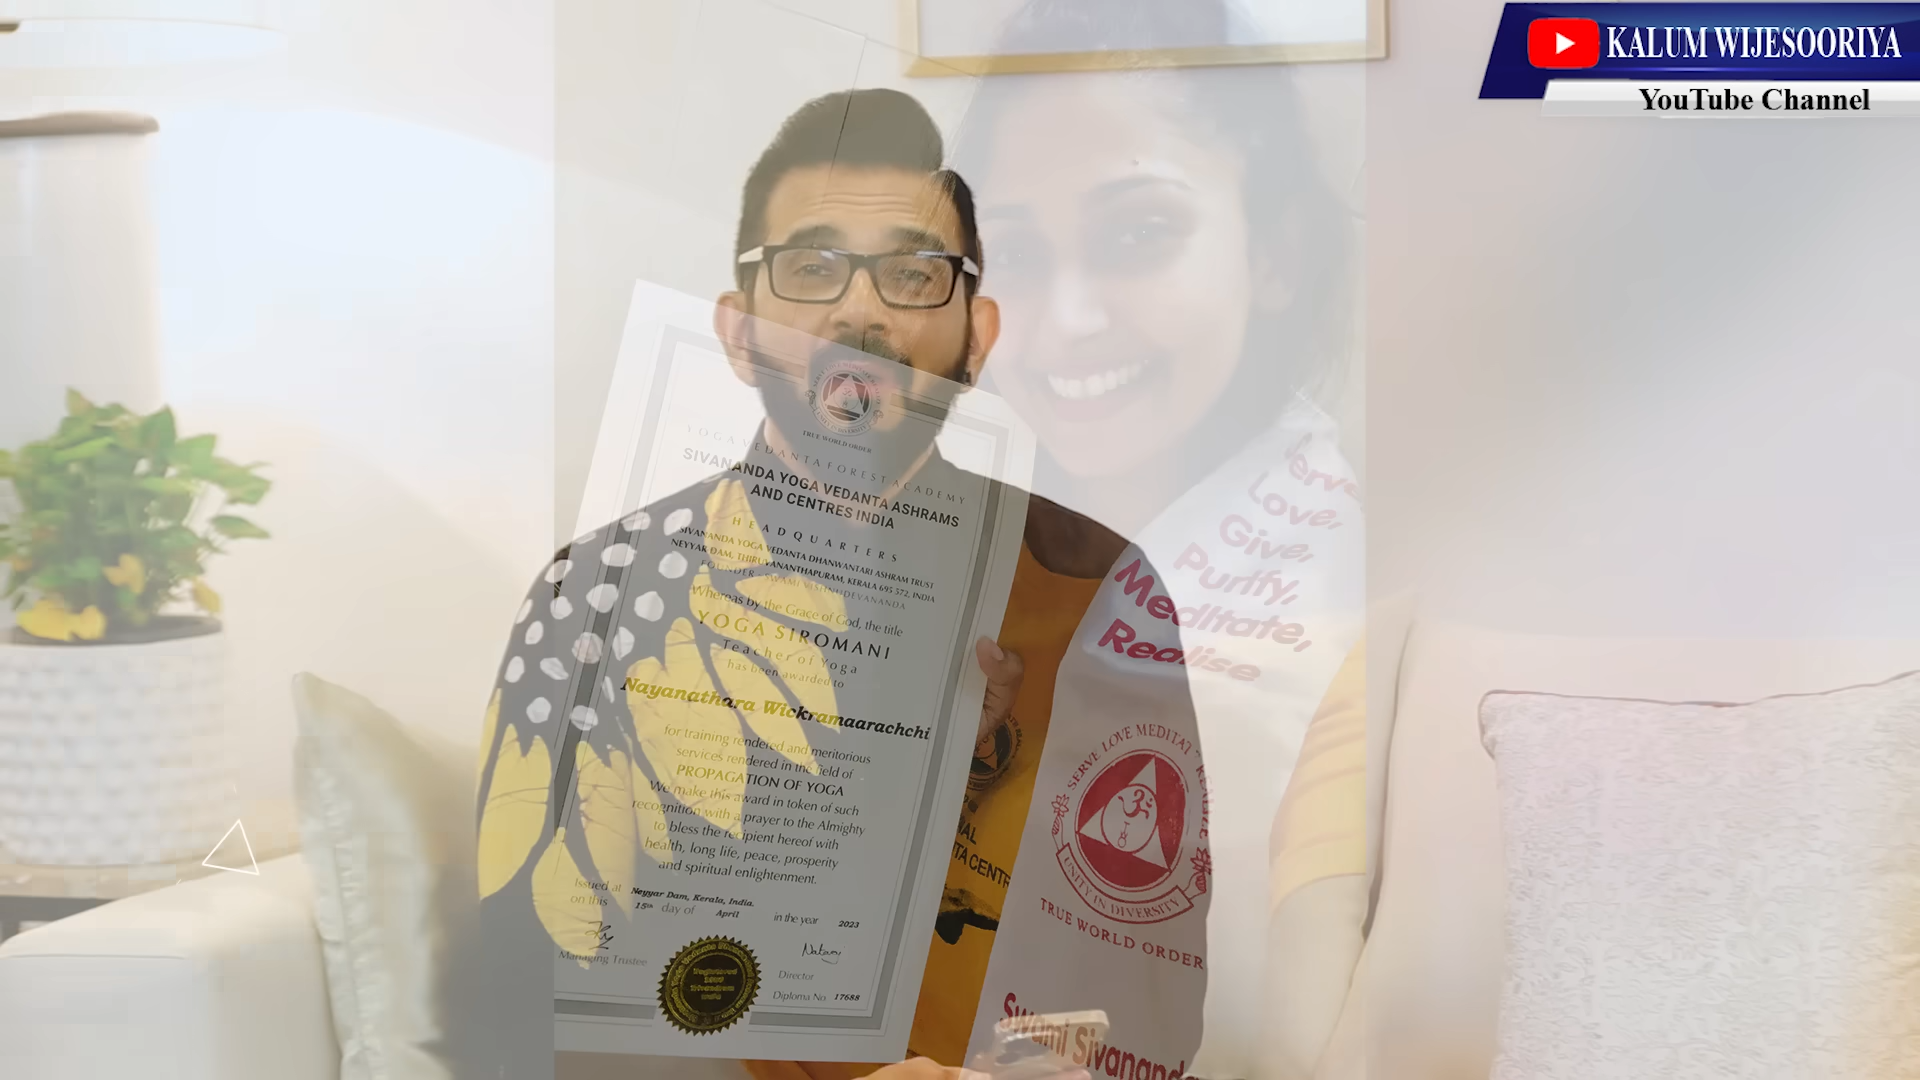 KALUM WIJESOORIYA
YouTube Channel
TRUE WORLD ORDER
YOGA VEDANTA FOREST ACADEMY
SIVANANDA YOGA VEDANTA ASHRAMS
AND CENTRES INDIA
HEADQUARTERS
SIVANANDA YOGA VEDANTA DHANWANTARI ASHRAM TRUST
NEYYAR DAM, THIRUVANANTHAPURAM, KERALA 695 572, INDIA
FOUNDER : SWAMI VISHNUDEVANANDA
Whereas by the Grace of God, the title
YOGA SIROMANI
Teacher of Yoga
has been awarded to
Nayanathara Wickramaarachchi
for training rendered and meritorious
services rendered in the field of
PROPAGATION OF YOGA
We make this award in token of such
recognition with a prayer to the Almighty
to bless the recipient hereof with
health, long life, peace, prosperity
and spiritual enlightenment.
Issued at Neyyar Dam, Kerala, India.
on this 15th day of April in the year 2023
Managing Trustee
Director
Diploma No 17688
Serve,
Love,
Give,
Purify,
Meditate,
Realise
SERVE LOVE MEDITATE REALIZE
UNITY IN DIVERSITY
TRUE WORLD ORDER
Swami Sivananda